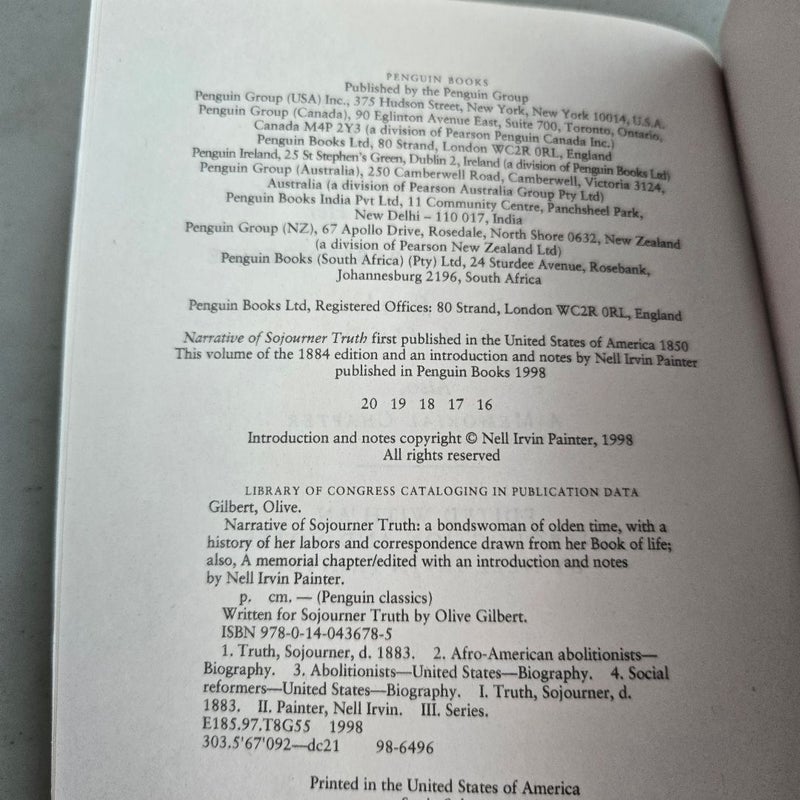 PENGUIN BOOKS
Published by the Penguin Group
Penguin Group (USA) Inc., 375 Hudson Street, New York, New York 10014, U.S.A.
Penguin Group (Canada), 90 Eglinton Avenue East, Suite 700, Toronto, Ontario,
Canada M4P 2Y3 (a division of Pearson Penguin Canada Inc.)
Penguin Books Ltd, 80 Strand, London WC2R 0RL, England
Penguin Ireland, 25 St Stephen's Green, Dublin 2, Ireland (a division of Penguin Books Ltd)
Penguin Group (Australia), 250 Camberwell Road, Camberwell, Victoria 3124,
Australia (a division of Pearson Australia Group Pty Ltd)
Penguin Books India Pvt Ltd, 11 Community Centre, Panchsheel Park,
New Delhi – 110 017, India
Penguin Group (NZ), 67 Apollo Drive, Rosedale, North Shore 0632, New Zealand
(a division of Pearson New Zealand Ltd)
Penguin Books (South Africa) (Pty) Ltd, 24 Sturdee Avenue, Rosebank,
Johannesburg 2196, South Africa
Penguin Books Ltd, Registered Offices: 80 Strand, London WC2R 0RL, England
Narrative of Sojourner Truth first published in the United States of America 1850
This volume of the 1884 edition and an introduction and notes by Nell Irvin Painter
published in Penguin Books 1998
20 19 18 17 16
Introduction and notes copyright © Nell Irvin Painter, 1998
All rights reserved
LIBRARY OF CONGRESS CATALOGING IN PUBLICATION DATA
Gilbert, Olive.
Narrative of Sojourner Truth: a bondswoman of olden time, with a
history of her labors and correspondence drawn from her Book of life;
also, A memorial chapter/edited with an introduction and notes
by Nell Irvin Painter.
p. cm. — (Penguin classics)
Written for Sojourner Truth by Olive Gilbert.
ISBN 978-0-14-043678-5
1. Truth, Sojourner, d. 1883. 2. Afro-American abolitionists—
Biography. 3. Abolitionists—United States—Biography. 4. Social
reformers—United States—Biography. I. Truth, Sojourner, d.
1883. II. Painter, Nell Irvin. III. Series.
E185.97.T8G55 1998
303.5'67'092—dc21 98-6496
Printed in the United States of America